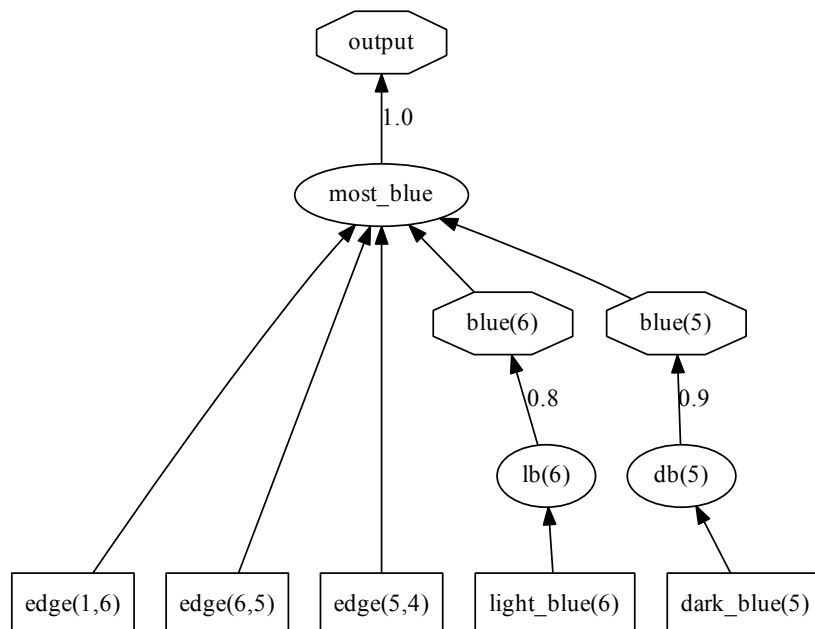 output
1.0
most_blue
blue(6)
blue(5)
0.8
0.9
lb(6)
db(5)
edge(1,6)
edge(6,5)
edge(5,4)
light_blue(6)
dark_blue(5)